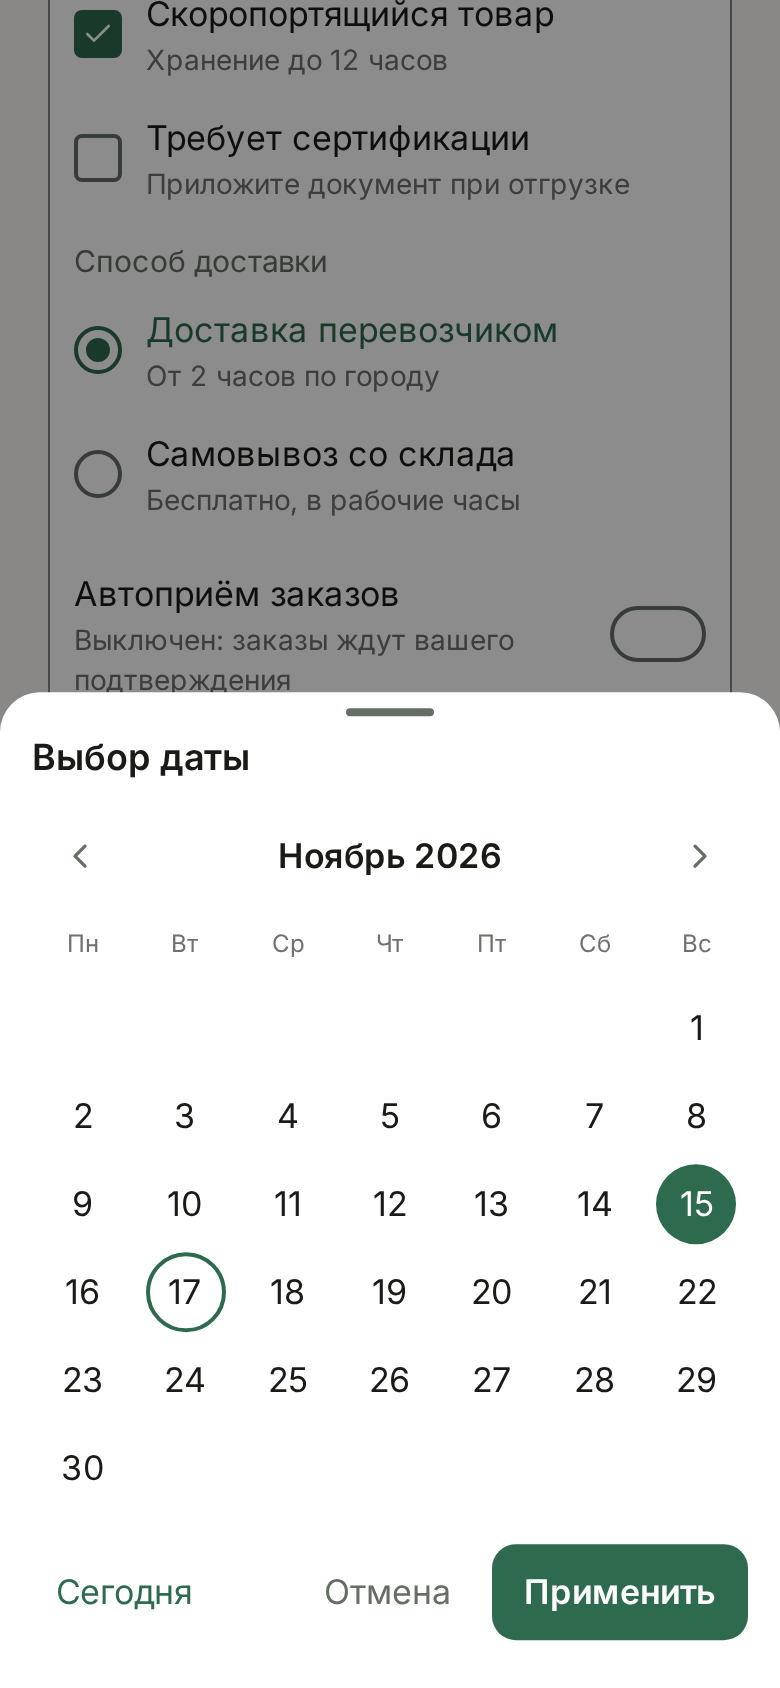 Скоропортящийся товар
Хранение до 12 часов
Требует сертификации
Приложите документ при отгрузке
Способ доставки
Доставка перевозчиком
От 2 часов по городу
Самовывоз со склада
Бесплатно, в рабочие часы
Автоприём заказов
Выключен: заказы ждут вашего
подтверждения
Выбор даты
Ноябрь 2026
Пн Вт Ср Чт Пт Сб Вс
1
2 3 4 5 6 7 8
9 10 11 12 13 14 15
16 17 18 19 20 21 22
23 24 25 26 27 28 29
30
Сегодня Отмена Применить